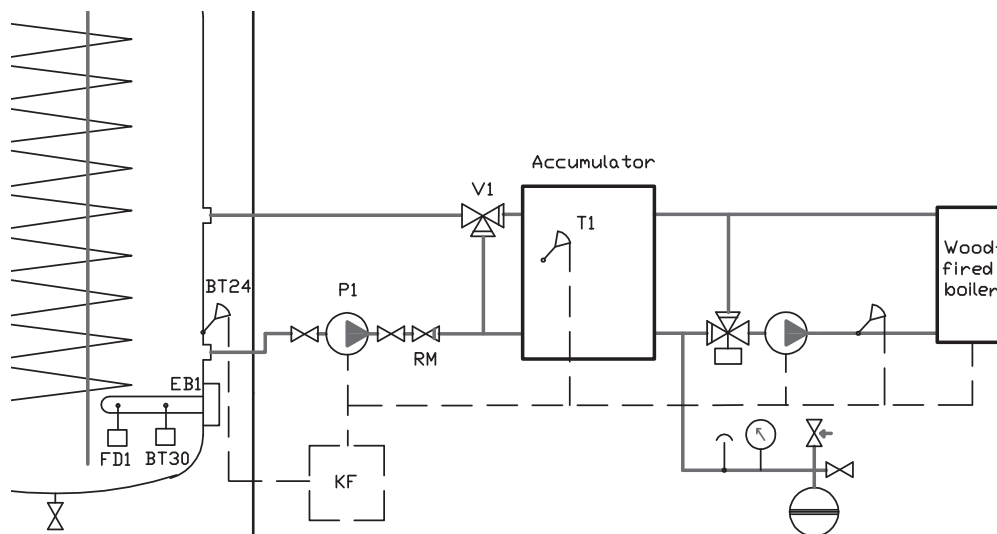 Accumulator
V1
T1
Wood-
fired
boiler
BT24
P1
RM
EB1
FD1
BT30
KF